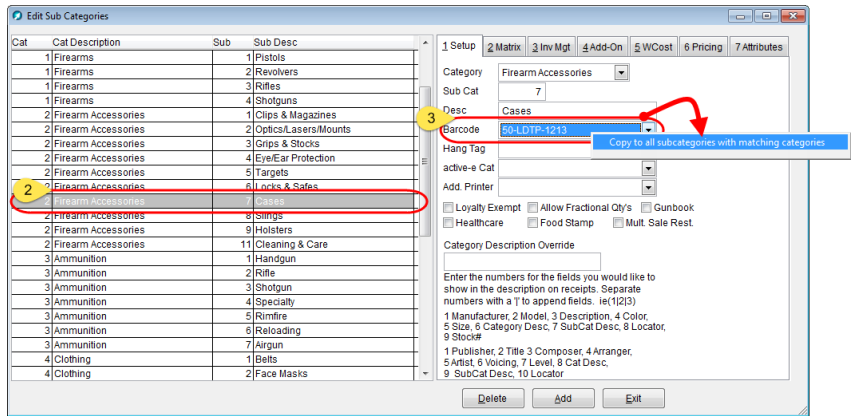 Edit Sub Categories
Cat Cat Description Sub Sub Desc
1 Firearms 1 Pistols
1 Firearms 2 Revolvers
1 Firearms 3 Rifles
1 Firearms 4 Shotguns
2 Firearm Accessories 1 Clips & Magazines
2 Firearm Accessories 2 Optics/Lasers/Mounts
2 Firearm Accessories 3 Grips & Stocks
2 Firearm Accessories 4 Eye/Ear Protection
2 Firearm Accessories 5 Targets
2 Firearm Accessories 6 Locks & Safes
2
2 Firearm Accessories 7 Cases
2 Firearm Accessories 8 Slings
2 Firearm Accessories 9 Holsters
2 Firearm Accessories 11 Cleaning & Care
3 Ammunition 1 Handgun
3 Ammunition 2 Rifle
3 Ammunition 3 Shotgun
3 Ammunition 4 Specialty
3 Ammunition 5 Rimfire
3 Ammunition 6 Reloading
3 Ammunition 7 Airgun
4 Clothing 1 Belts
4 Clothing 2 Face Masks
1 Setup 2 Matrix 3 Inv Mgt 4 Add-On 5 WCost 6 Pricing 7 Attributes
Category Firearm Accessories
Sub Cat 7
Desc Cases
3
Barcode 50-LDTP-1213
Copy to all subcategories with matching categories
Hang Tag
active-e Cat
Add. Printer
Loyalty Exempt Allow Fractional Qty's Gunbook
Healthcare Food Stamp Mult. Sale Rest.
Category Description Override
Enter the numbers for the fields you would like to
show in the description on receipts. Separate
numbers with a '|' to append fields. ie(1|2|3)
1 Manufacturer, 2 Model, 3 Description, 4 Color,
5 Size, 6 Category Desc, 7 SubCat Desc, 8 Locator,
9 Stock#
1 Publisher, 2 Title 3 Composer, 4 Arranger,
5 Artist, 6 Voicing, 7 Level, 8 Cat Desc,
9 SubCat Desc, 10 Locator
Delete Add Exit